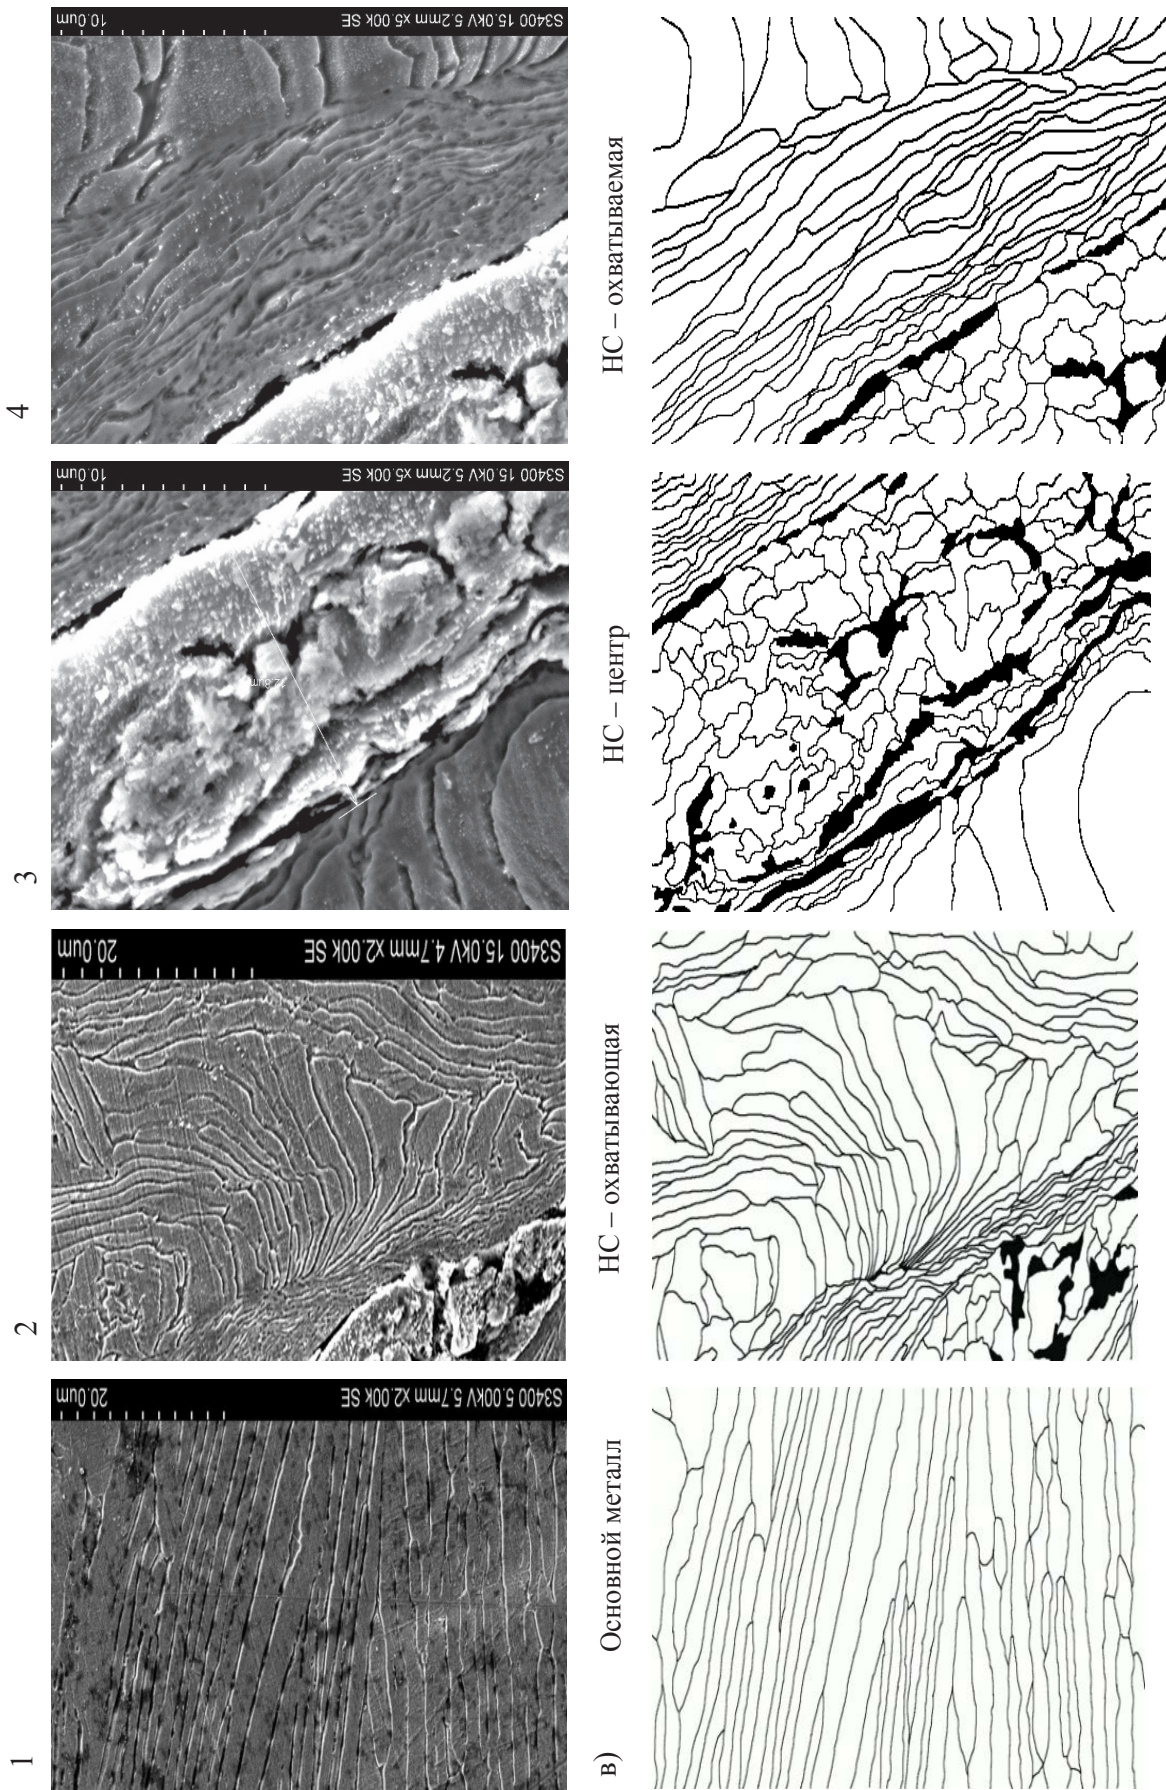 1
2
3
4
20.0um
S3400 5.00kV 5.7mm x2.00k SE
20.0um
S3400 15.0kV 4.7mm x2.00k SE
10.0um
S3400 15.0kV 5.2mm x5.00k SE
10.0um
S3400 15.0kV 5.2mm x5.00k SE
в)
Основной металл
НС – охватывающая
НС – центр
НС – охватываемая